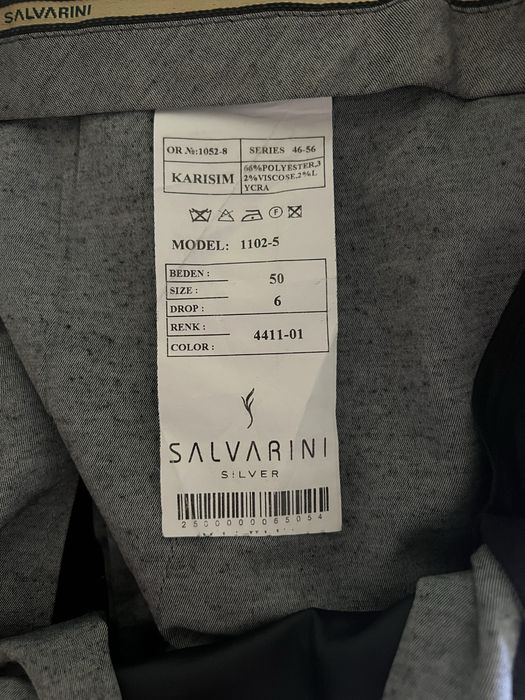 SALVARINI
OR №:1052-8 SERIES 46-56
KARISIM 66%POLYESTER,3
2%VISCOSE,2%L
YCRA
MODEL: 1102-5
BEDEN : 50
SIZE :
DROP : 6
RENK : 4411-01
COLOR :
SALVARINI
SILVER
2500000065054